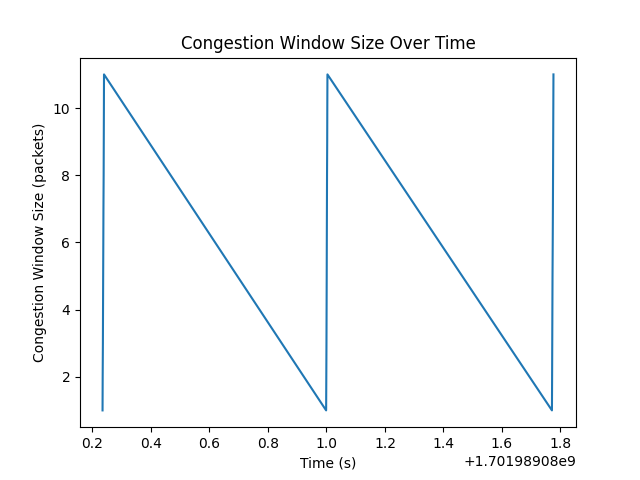 Congestion Window Size Over Time
Congestion Window Size (packets)
10
8
6
4
2
0.2 0.4 0.6 0.8 1.0 1.2 1.4 1.6 1.8
Time (s)
+1.70198908e9